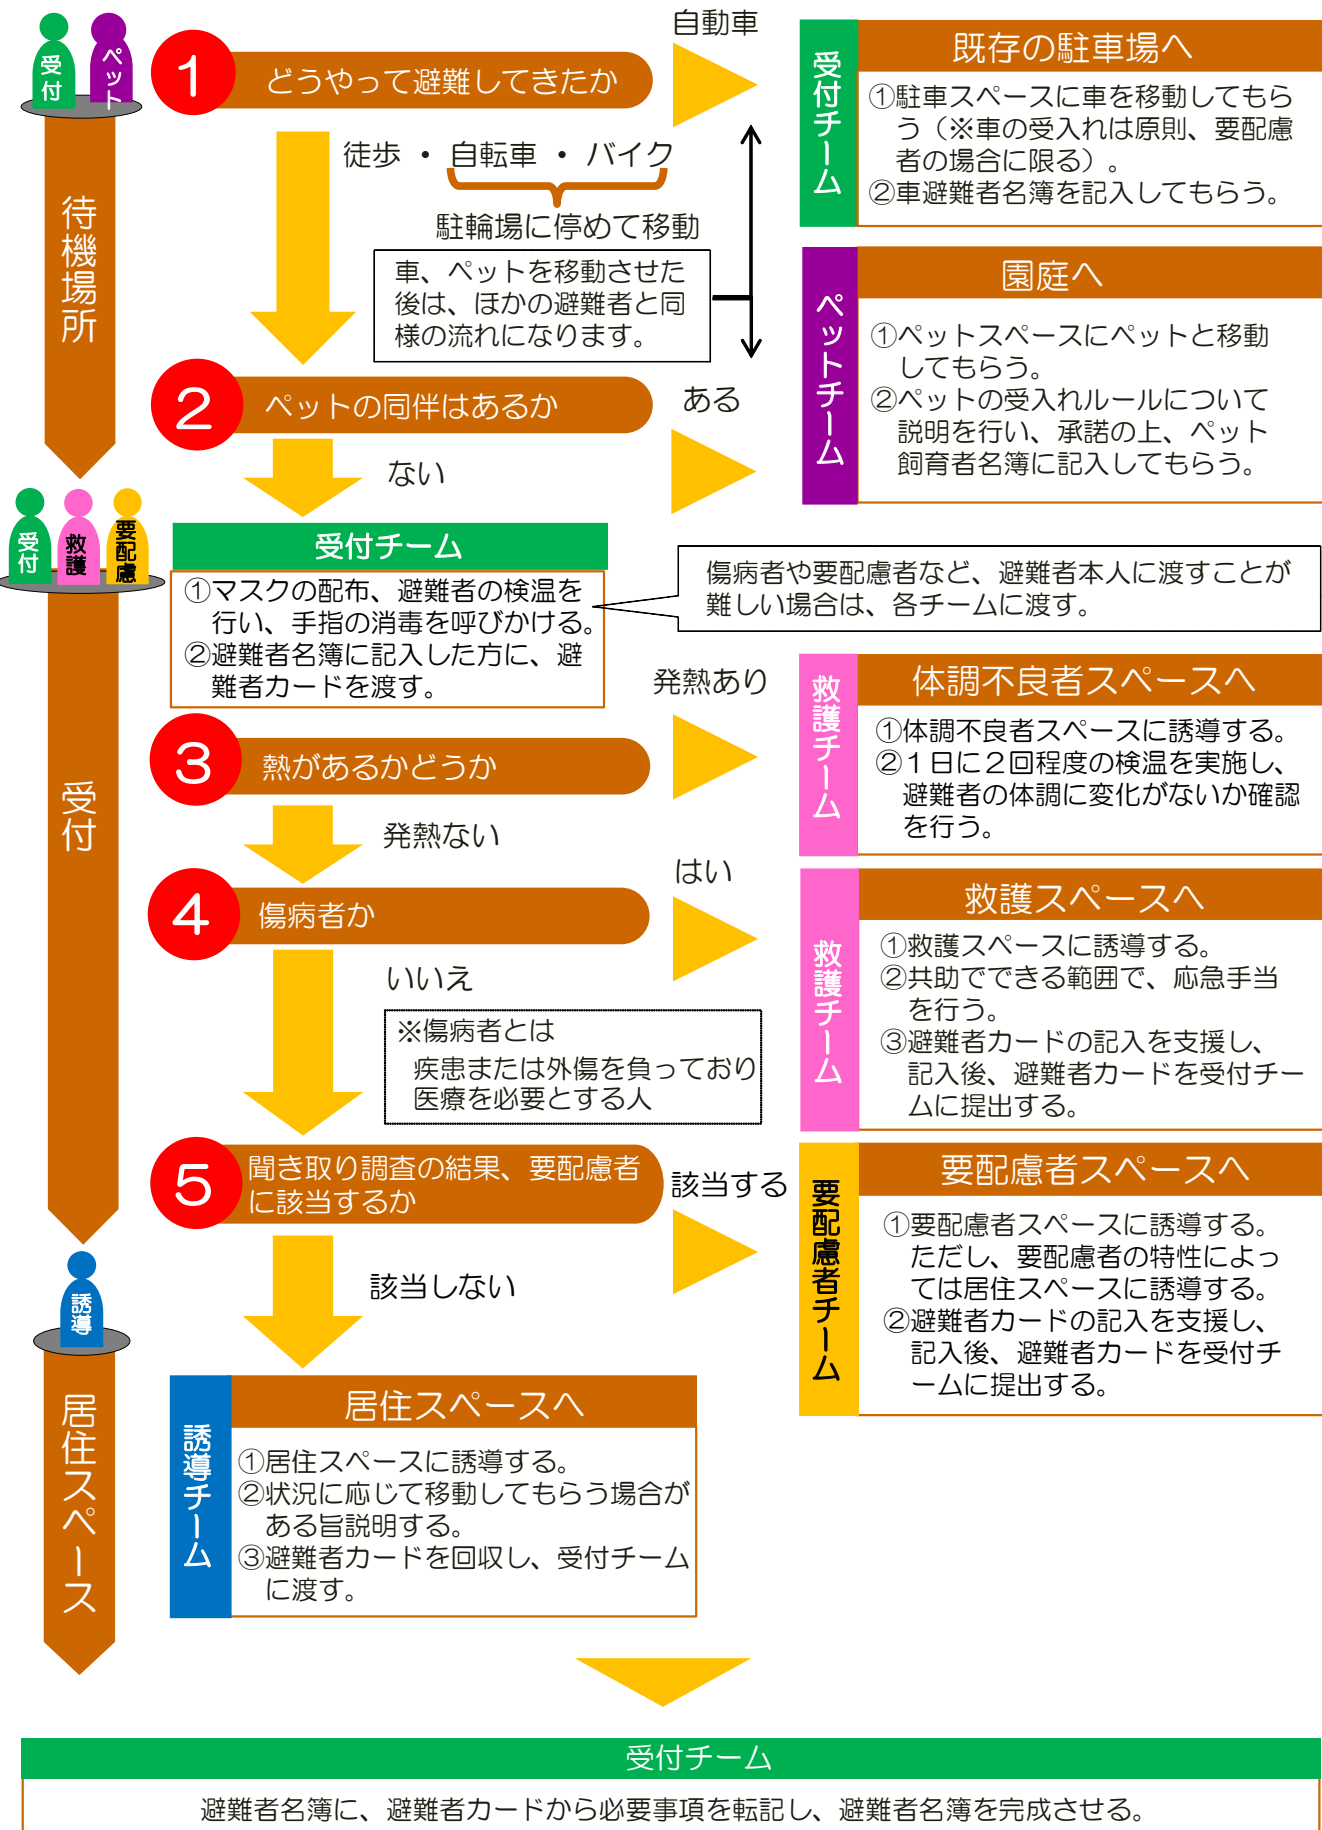 受付
ペット
待機場所
1
どうやって避難してきたか
自動車
徒歩 ・ 自転車 ・ バイク
駐輪場に停めて移動
車、ペットを移動させた
後は、ほかの避難者と同
様の流れになります。
受付チーム
既存の駐車場へ
①駐車スペースに車を移動してもら
う（※車の受入れは原則、要配慮
者の場合に限る）。
②車避難者名簿を記入してもらう。
2
ペットの同伴はあるか
ある
ない
ペットチーム
園庭へ
①ペットスペースにペットと移動
してもらう。
②ペットの受入れルールについて
説明を行い、承諾の上、ペット
飼育者名簿に記入してもらう。
受付
救護
要配慮
受付
受付チーム
①マスクの配布、避難者の検温を
行い、手指の消毒を呼びかける。
②避難者名簿に記入した方に、避
難者カードを渡す。
傷病者や要配慮者など、避難者本人に渡すことが
難しい場合は、各チームに渡す。
3
熱があるかどうか
発熱あり
発熱ない
救護チーム
体調不良者スペースへ
①体調不良者スペースに誘導する。
②１日に２回程度の検温を実施し、
避難者の体調に変化がないか確認
を行う。
4
傷病者か
はい
いいえ
※傷病者とは
疾患または外傷を負っており
医療を必要とする人
救護チーム
救護スペースへ
①救護スペースに誘導する。
②共助でできる範囲で、応急手当
を行う。
③避難者カードの記入を支援し、
記入後、避難者カードを受付チー
ムに提出する。
5
聞き取り調査の結果、要配慮者
に該当するか
該当する
該当しない
要配慮者チーム
要配慮者スペースへ
①要配慮者スペースに誘導する。
ただし、要配慮者の特性によっ
ては居住スペースに誘導する。
②避難者カードの記入を支援し、
記入後、避難者カードを受付チ
ームに提出する。
誘導
居住スペース
誘導チーム
居住スペースへ
①居住スペースに誘導する。
②状況に応じて移動してもらう場合が
ある旨説明する。
③避難者カードを回収し、受付チーム
に渡す。
受付チーム
避難者名簿に、避難者カードから必要事項を転記し、避難者名簿を完成させる。